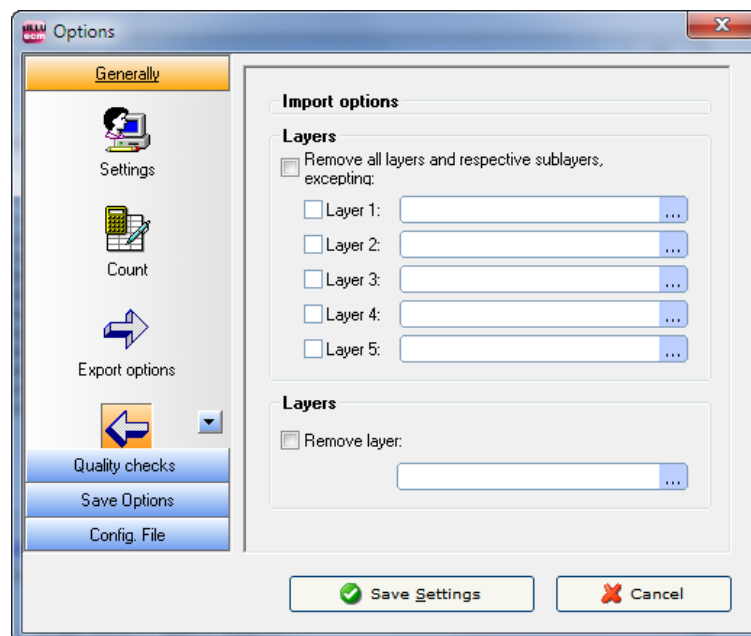 Options
Generally
Settings
Count
Export options
Quality checks
Save Options
Config. File
Import options
Layers
Remove all layers and respective sublayers,
excepting:
Layer 1:
...
Layer 2:
...
Layer 3:
...
Layer 4:
...
Layer 5:
...
Layers
Remove layer:
...
Save Settings
Cancel